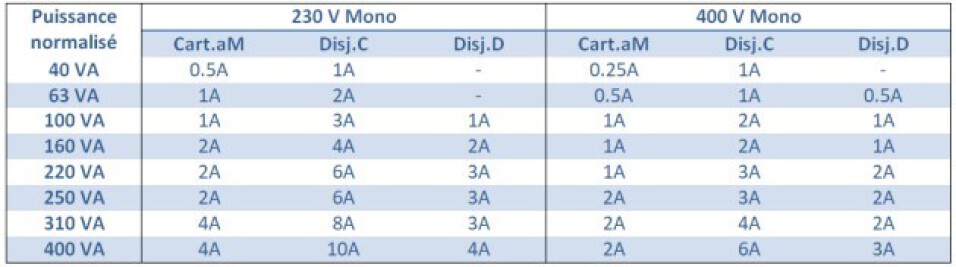 Puissance normalisé 230 V Mono 400 V Mono
Cart.aM Disj.C Disj.D Cart.aM Disj.C Disj.D
40 VA 0.5A 1A - 0.25A 1A -
63 VA 1A 2A - 0.5A 1A 0.5A
100 VA 1A 3A 1A 1A 2A 1A
160 VA 2A 4A 2A 1A 2A 1A
220 VA 2A 6A 3A 1A 3A 2A
250 VA 2A 6A 3A 2A 3A 2A
310 VA 4A 8A 3A 2A 4A 2A
400 VA 4A 10A 4A 2A 6A 3A